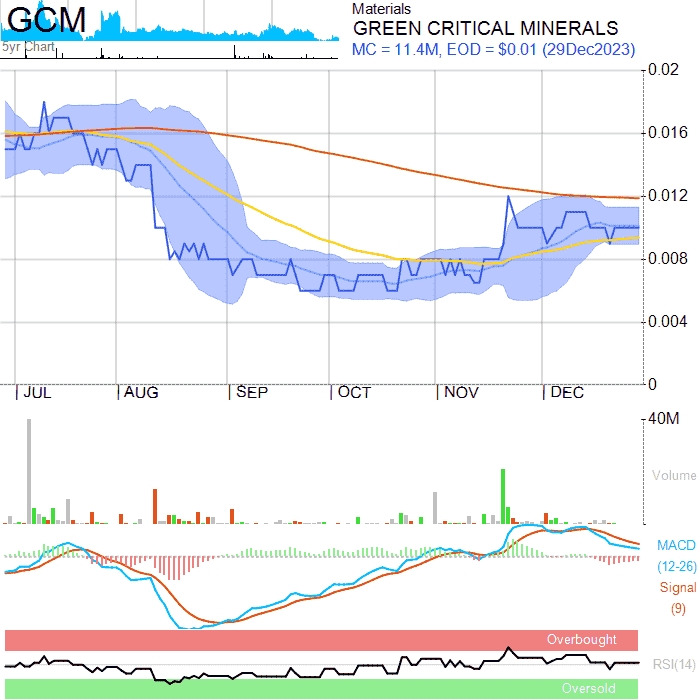 GCM
5yr Chart
Materials
GREEN CRITICAL MINERALS
MC = 11.4M, EOD = $0.01 (29Dec2023)
0.02
0.016
0.012
0.008
0.004
0
JUL AUG SEP OCT NOV DEC
40M
Volume
MACD
(12-26)
Signal
(9)
Overbought
RSI(14)
Oversold